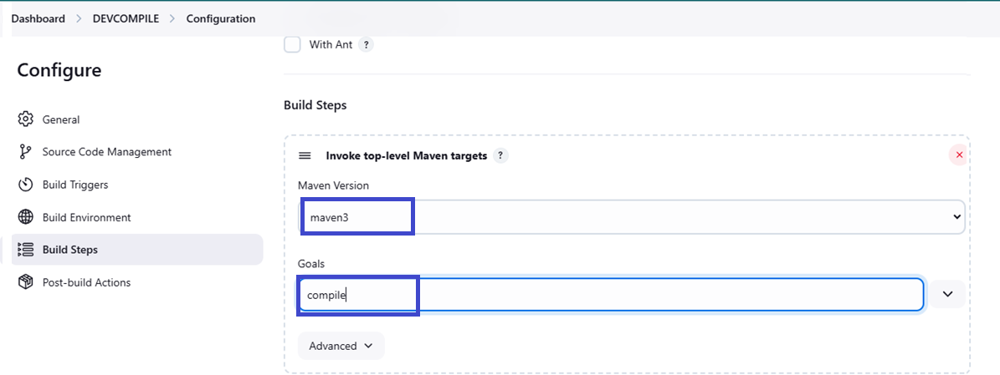 Dashboard > DEVCOMPILE > Configuration
Configure
General
Source Code Management
Build Triggers
Build Environment
Build Steps
Post-build Actions
With Ant ?
Build Steps
Invoke top-level Maven targets ?
Maven Version
maven3
Goals
compile
Advanced